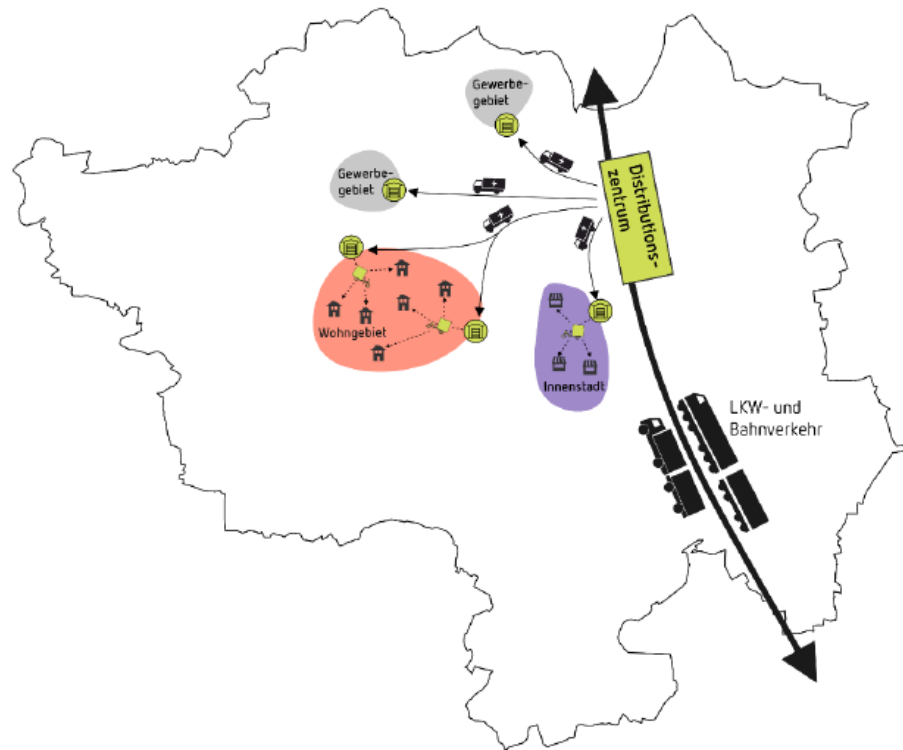 Gewerbe-
gebiet
Gewerbe-
gebiet
Distributions-
zentrum
Wohngebiet
Innenstadt
LKW- und
Bahnverkehr